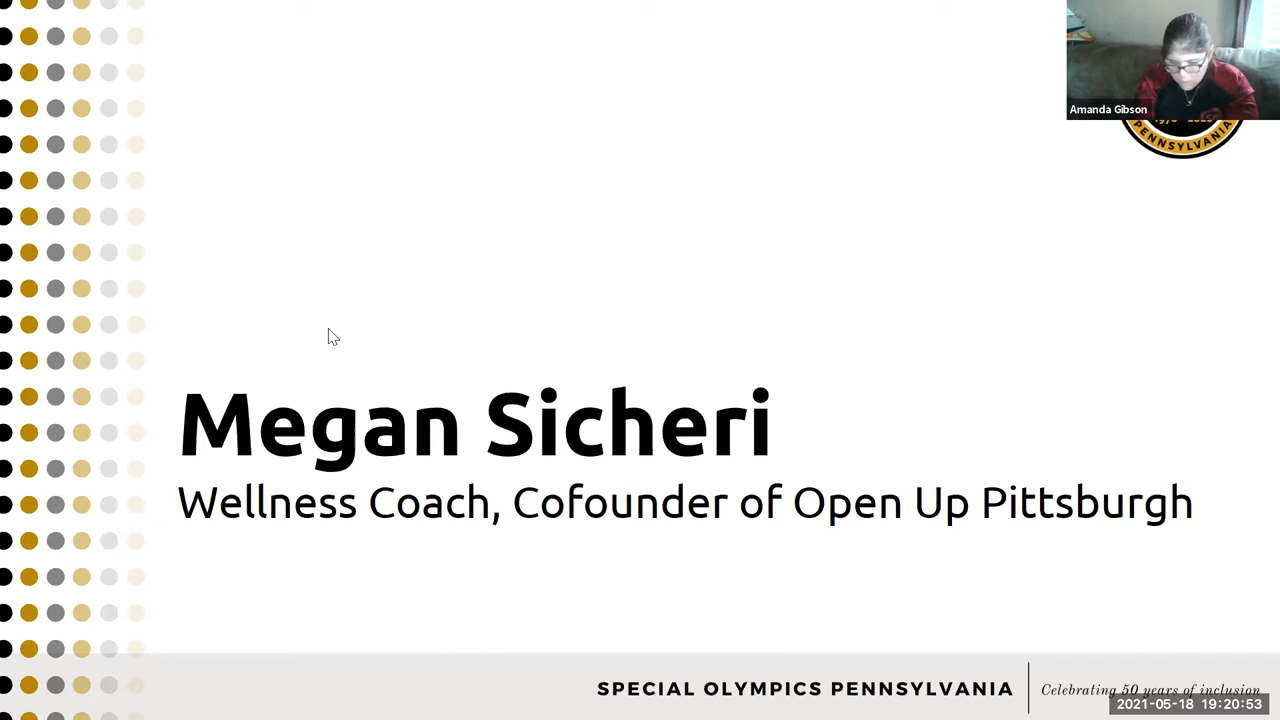 Amanda Gibson
PENNSYLVANIA
Megan Sicheri
Wellness Coach, Cofounder of Open Up Pittsburgh
SPECIAL OLYMPICS PENNSYLVANIA
Celebrating 50 years of inclusion
2021-05-18 19:20:53